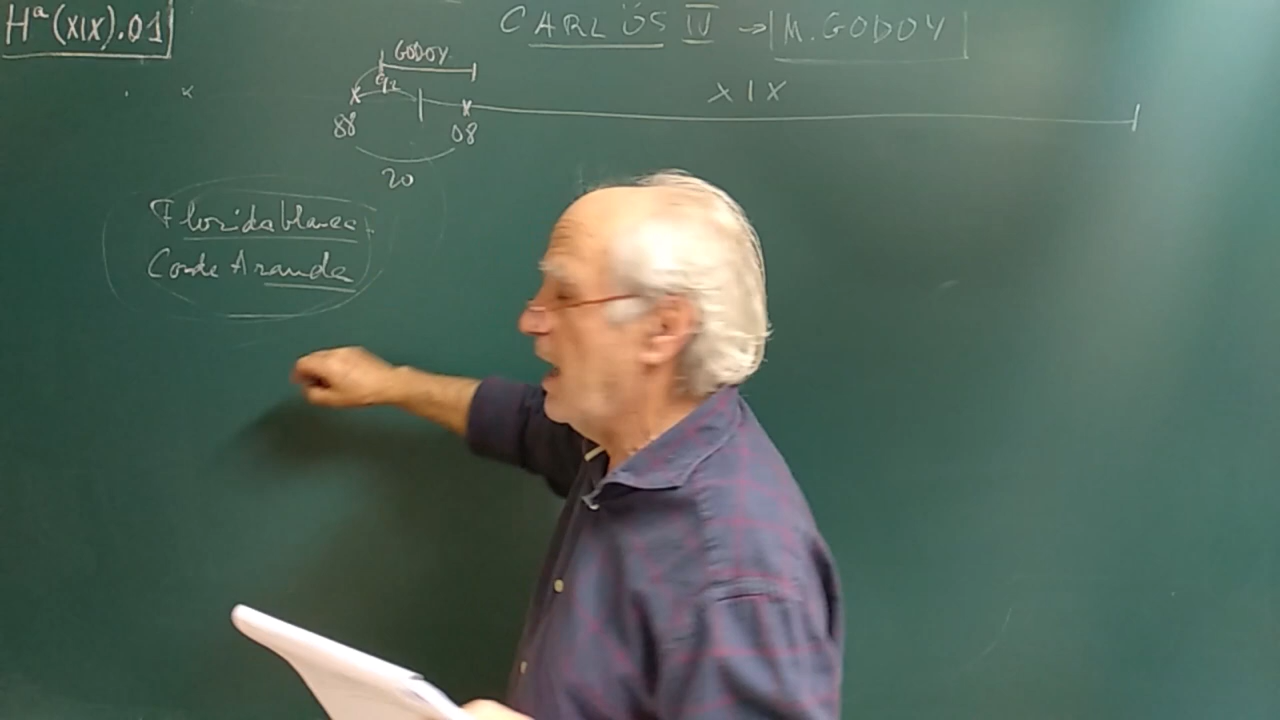 Hª(XIX).01
CARLOS IV → M. GODOY
GODOY
92
XIX
88
08
20
Floridablanca
Conde Aranda